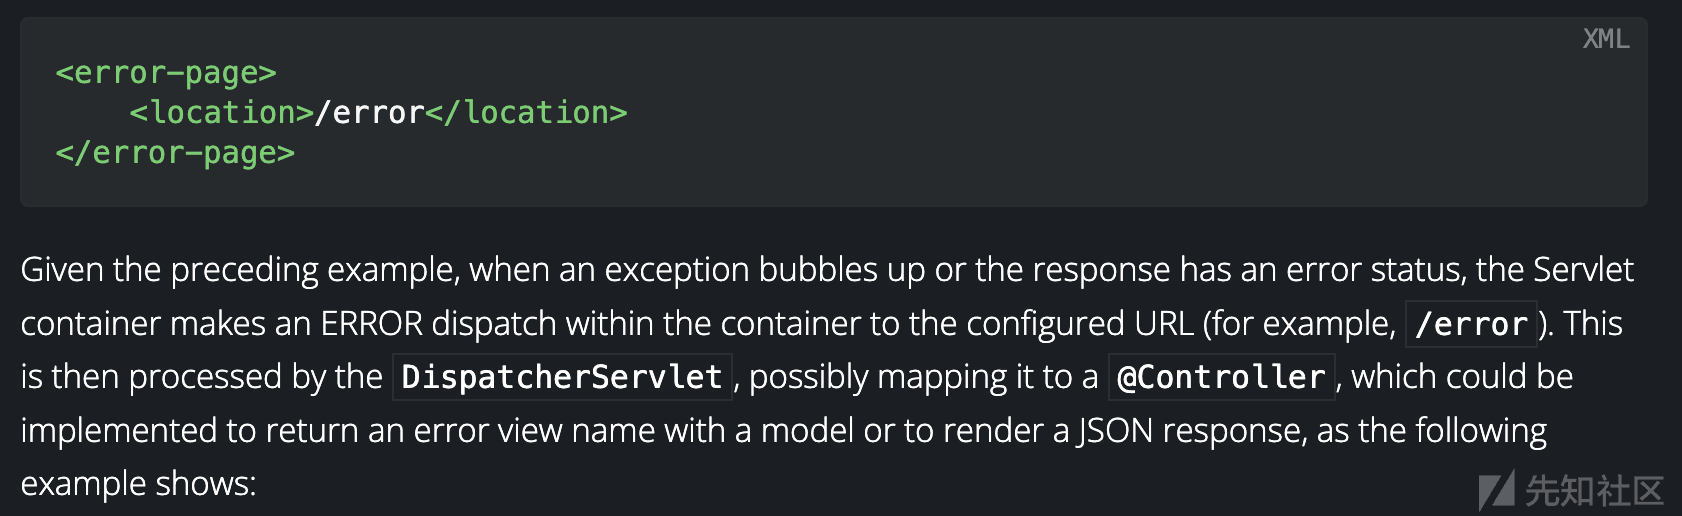 XML
<error-page>
    <location>/error</location>
</error-page>
Given the preceding example, when an exception bubbles up or the response has an error status, the Servlet
container makes an ERROR dispatch within the container to the configured URL (for example, /error). This
is then processed by the DispatcherServlet, possibly mapping it to a @Controller, which could be
implemented to return an error view name with a model or to render a JSON response, as the following
example shows:
先知社区